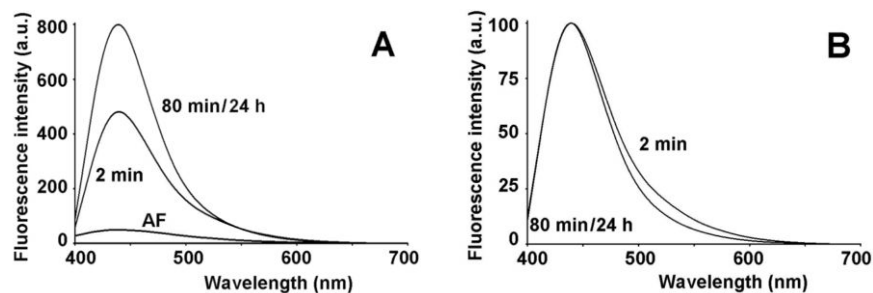 A
Fluorescence intensity (a.u.)
800
600
400
200
0
80 min/24 h
2 min
AF
400
500
600
700
Wavelength (nm)
B
Fluorescence intensity (a.u.)
100
75
50
25
0
2 min
80 min/24 h
400
500
600
700
Wavelength (nm)